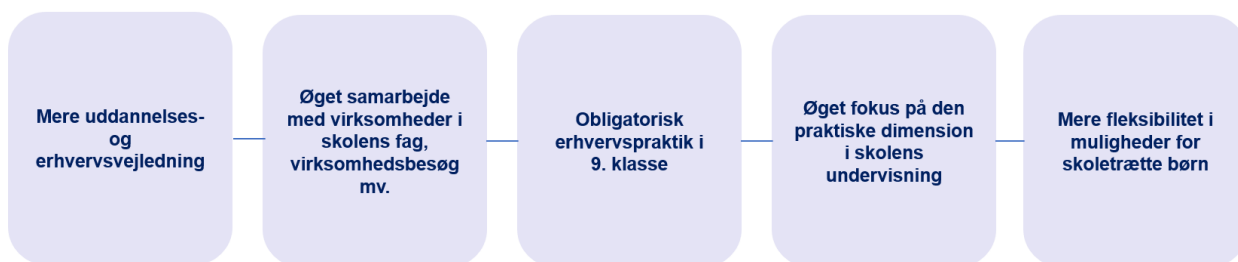 Mere uddannelses-
og
erhvervsvejledning
Øget samarbejde
med virksomheder i
skolens fag,
virksomhedsbesøg
mv.
Obligatorisk
erhvervspraktik i
9. klasse
Øget fokus på den
praktiske dimension
i skolens
undervisning
Mere fleksibilitet i
muligheder for
skoletrætte børn